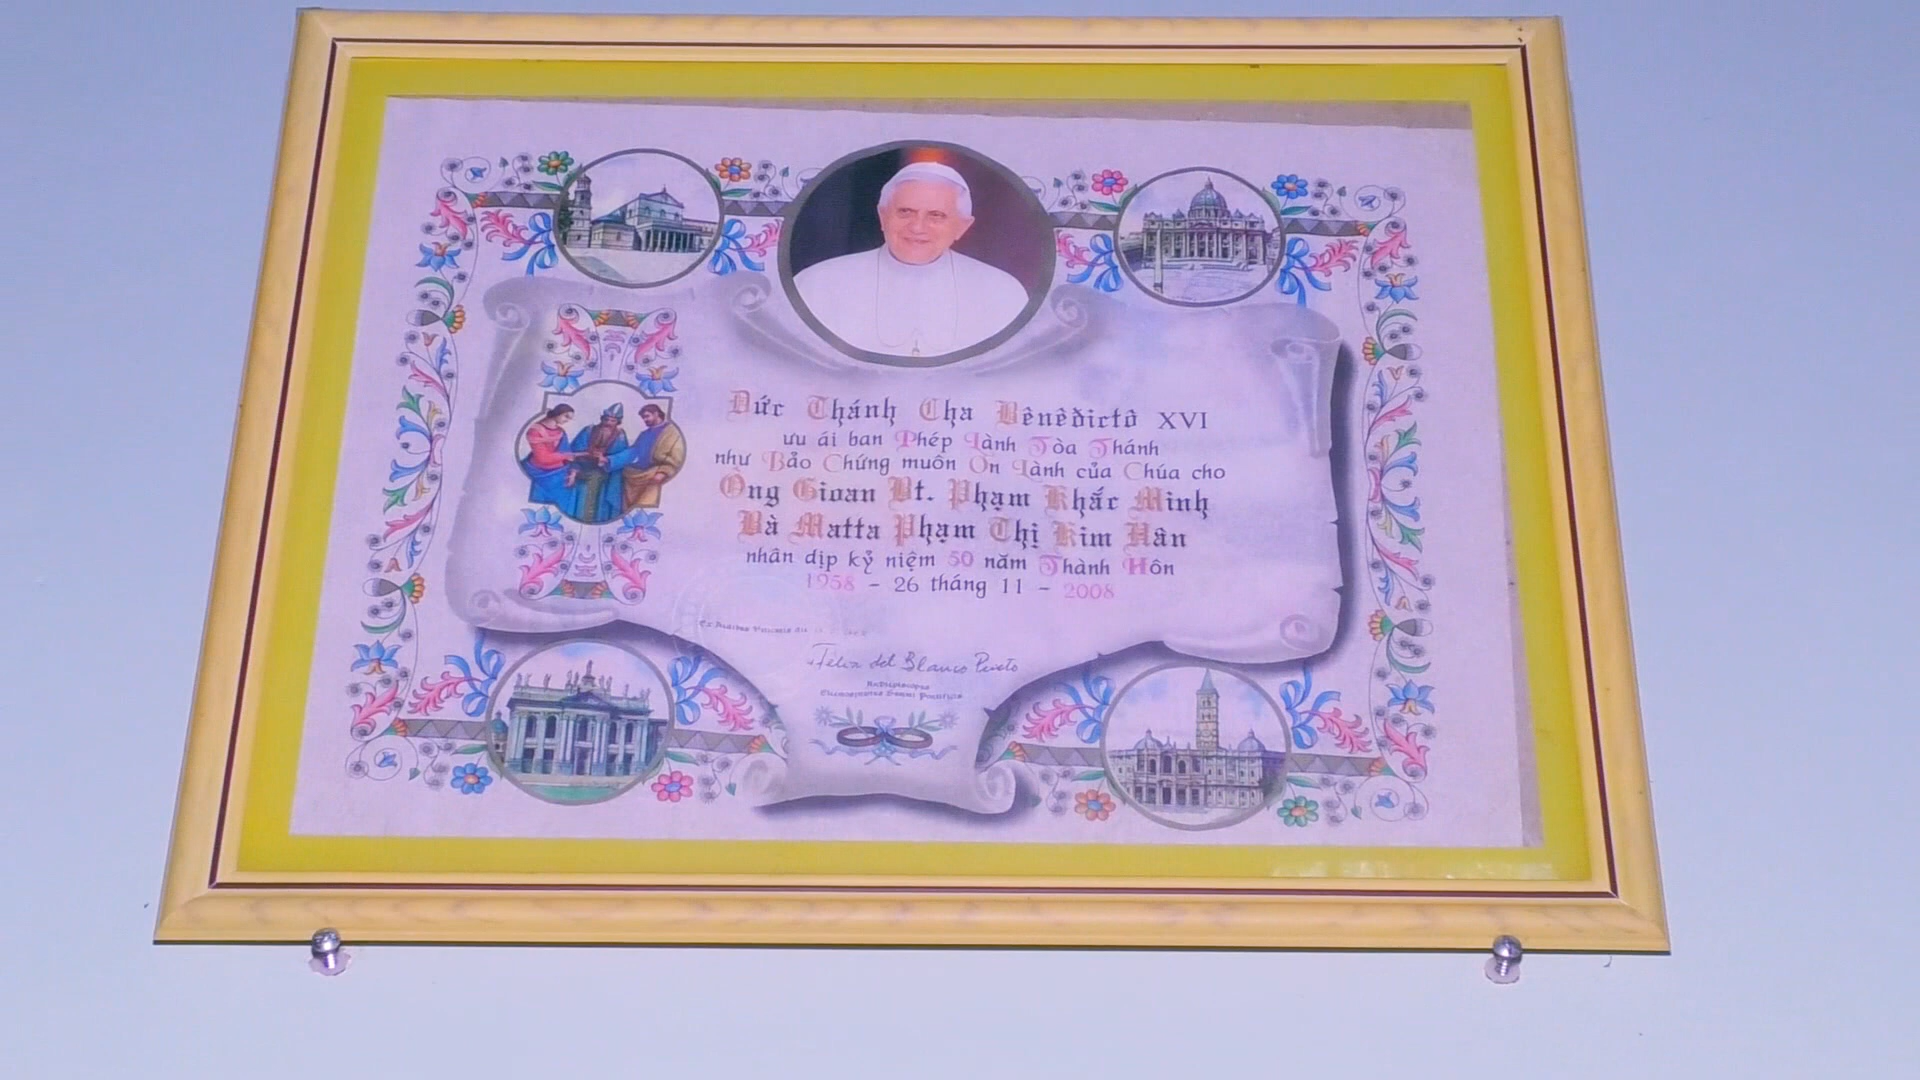 Đức Thánh Cha Bênêđictô XVI
ưu ái ban Phép Lành Tòa Thánh
như Bảo Chứng muôn Ơn Lành của Chúa cho
Ông Gioan Bt. Phạm Khắc Minh
Bà Matta Phạm Thị Kim Hân
nhân dịp kỷ niệm 50 năm Thành Hôn
1958 - 26 tháng 11 - 2008
Félix del Blanco Prieto